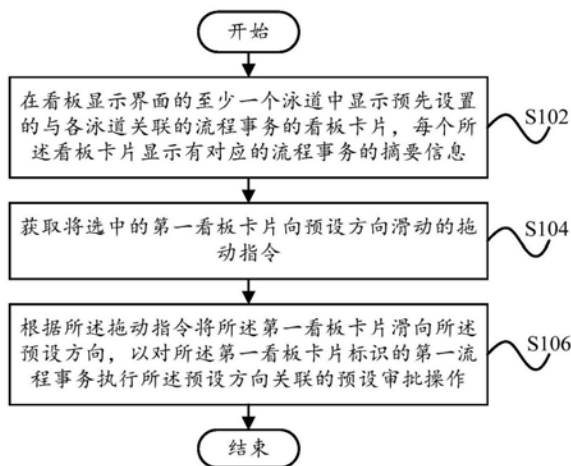 开始
在看板显示界面的至少一个泳道中显示预先设置
的与各泳道关联的流程事务的看板卡片，每个所
述看板卡片显示有对应的流程事务的摘要信息
S102
获取将选中的第一看板卡片向预设方向滑动的拖
动指令
S104
根据所述拖动指令将所述第一看板卡片滑向所述
预设方向，以对所述第一看板卡片标识的第一流
程事务执行所述预设方向关联的预设审批操作
S106
结束